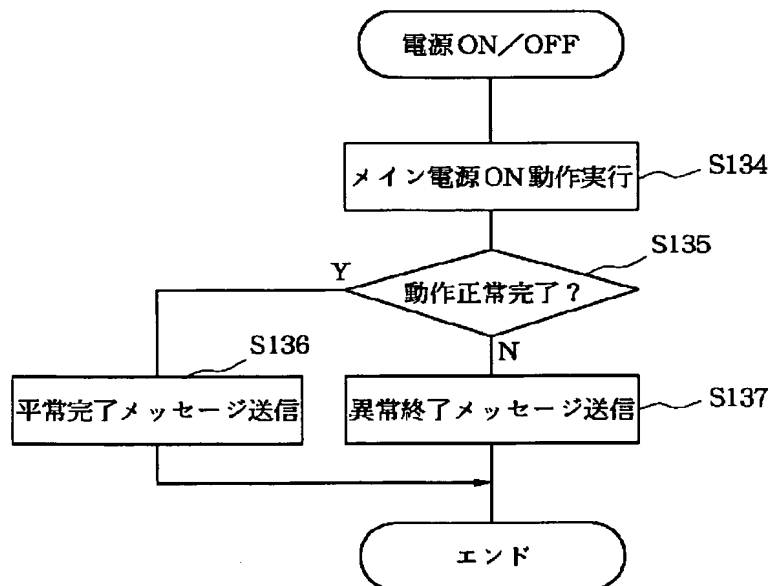 電源ON/OFF
メイン電源ON動作実行
S134
S135
Y
動作正常完了?
N
S136
平常完了メッセージ送信
異常終了メッセージ送信
S137
エンド